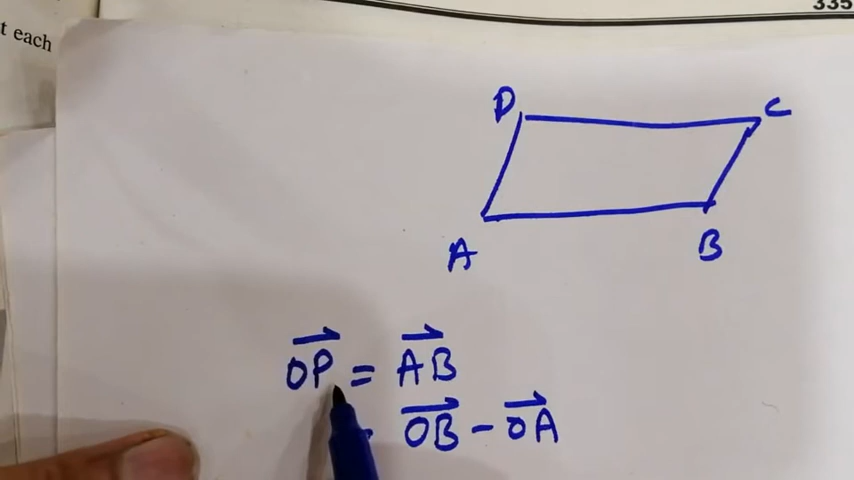 335
t each
D C
A B
OP = AB
= OB - OA